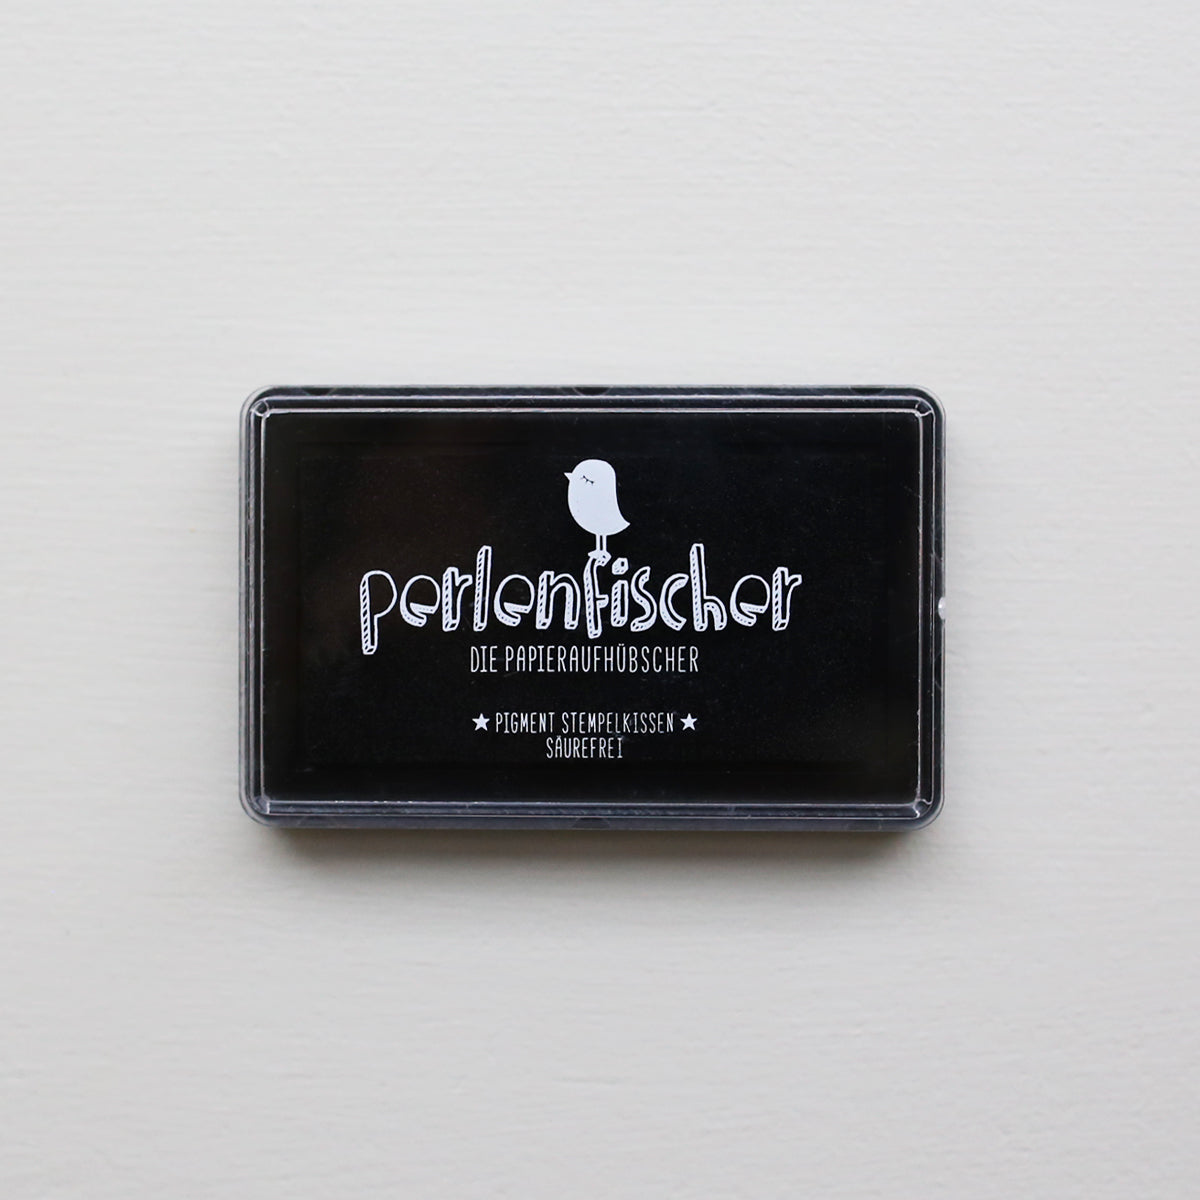 perlenfischer
DIE PAPIERAUFHÜBSCHER
★ PIGMENT STEMPELKISSEN ★
SÄUREFREI